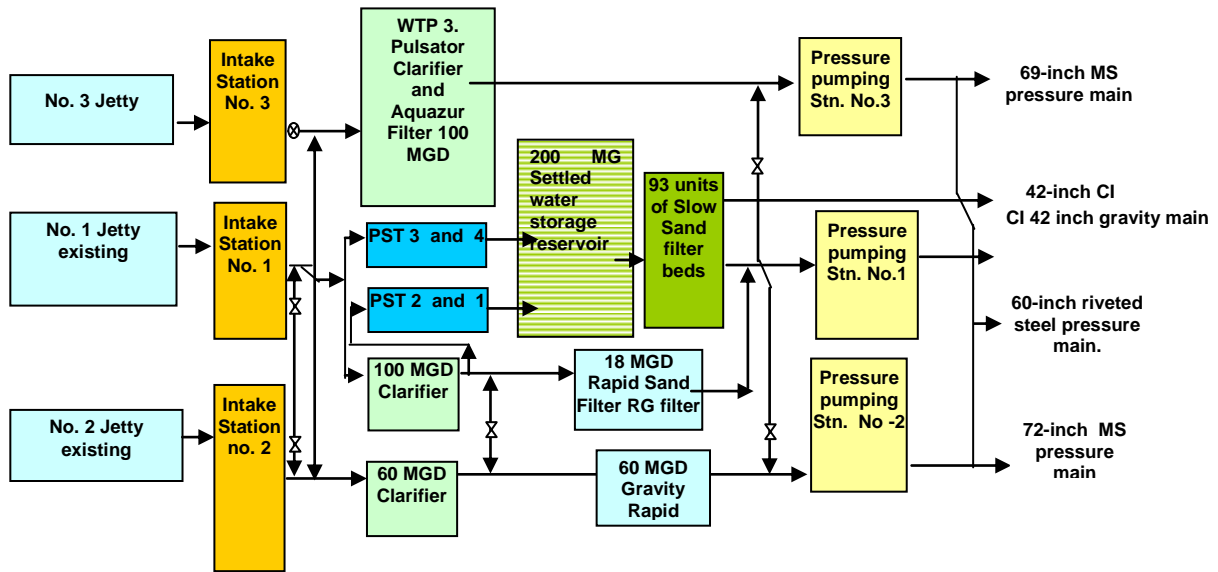 No. 3 Jetty
Intake
Station
No. 3
WTP 3.
Pulsator
Clarifier
and
Aquazur
Filter 100
MGD
Pressure
pumping
Stn. No.3
69-inch MS
pressure main
No. 1 Jetty
existing
Intake
Station
No. 1
PST 3 and 4
PST 2 and 1
200 MG
Settled
water
storage
reservoir
93 units
of Slow
Sand
filter
beds
Pressure
pumping
Stn. No.1
42-inch CI
CI 42 inch gravity main
60-inch riveted
steel pressure
main.
100 MGD
Clarifier
18 MGD
Rapid Sand
Filter RG filter
Pressure
pumping
Stn. No -2
No. 2 Jetty
existing
Intake
Station
no. 2
60 MGD
Clarifier
60 MGD
Gravity
Rapid
72-inch MS
pressure
main